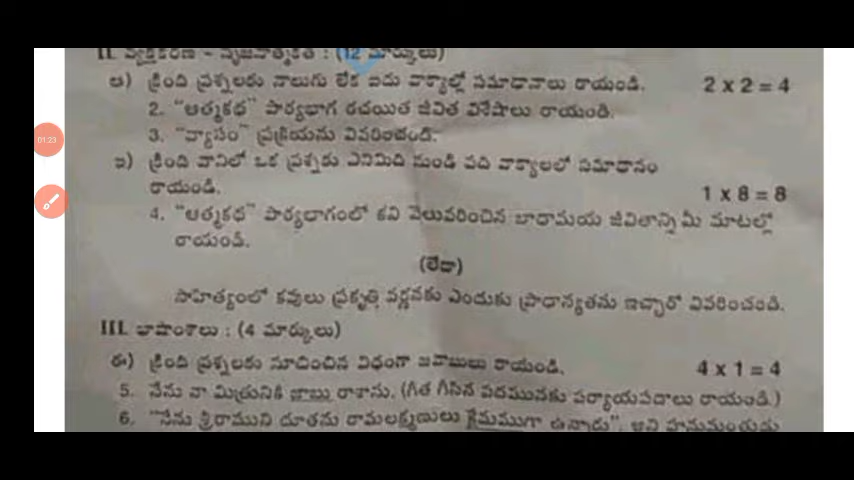 II. వ్యక్తీకరణ - సృజనాత్మకత : (12 మార్కులు)
ఆ) క్రింది ప్రశ్నలకు నాలుగు లేక ఐదు వాక్యాల్లో సమాధానాలు రాయండి. 2 x 2 = 4
2. "ఆత్మకథ" పాఠ్యభాగ రచయిత జీవిత విశేషాలు రాయండి.
3. "వ్యాసం" ప్రక్రియను వివరించండి.
ఇ) క్రింది వానిలో ఒక ప్రశ్నకు ఎనిమిది నుండి పది వాక్యాలలో సమాధానం
రాయండి. 1 x 8 = 8
4. "ఆత్మకథ" పాఠ్యభాగంలో కవి వెలువరించిన బాధామయ జీవితాన్ని మీ మాటల్లో
రాయండి.
(లేదా)
సాహిత్యంలో కవులు ప్రకృతి వర్ణనకు ఎందుకు ప్రాధాన్యతను ఇచ్చారో వివరించండి.
III. భాషాంశాలు : (4 మార్కులు)
ఈ) క్రింది ప్రశ్నలకు సూచించిన విధంగా జవాబులు రాయండి. 4 x 1 = 4
5. నేను నా మిత్రునికి జాబు రాశాను. (గీత గీసిన పదమునకు పర్యాయపదాలు రాయండి.)
6. "నేను శ్రీరాముని దూతను రామలక్ష్మణులు క్షేమముగా ఉన్నారు", అని హనుమంతుడు
01:23